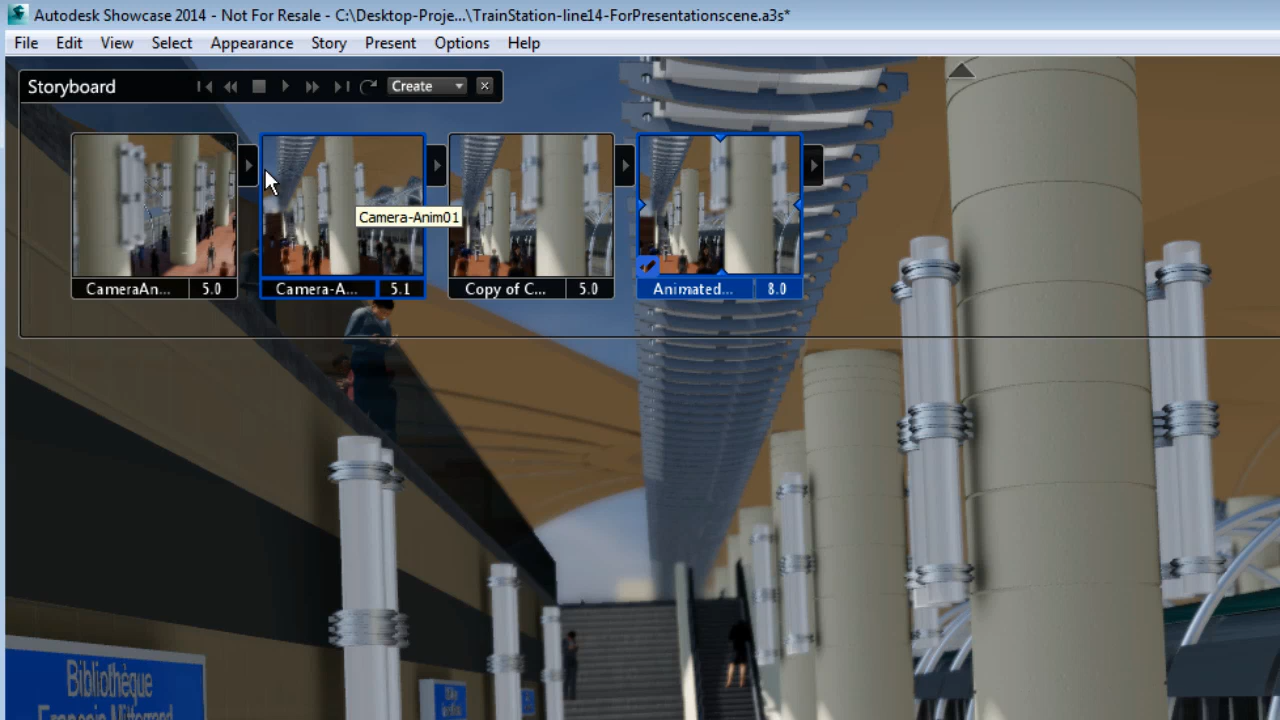 Autodesk Showcase 2014 - Not For Resale - C:\Desktop-Proje...\TrainStation-line14-ForPresentationscene.a3s*
File Edit View Select Appearance Story Present Options Help
Storyboard Create
Camera-Anim01
CameraAn... 5.0 Camera-A... 5.1 Copy of C... 5.0 Animated... 8.0
Bibliothèque
François Mitterrand